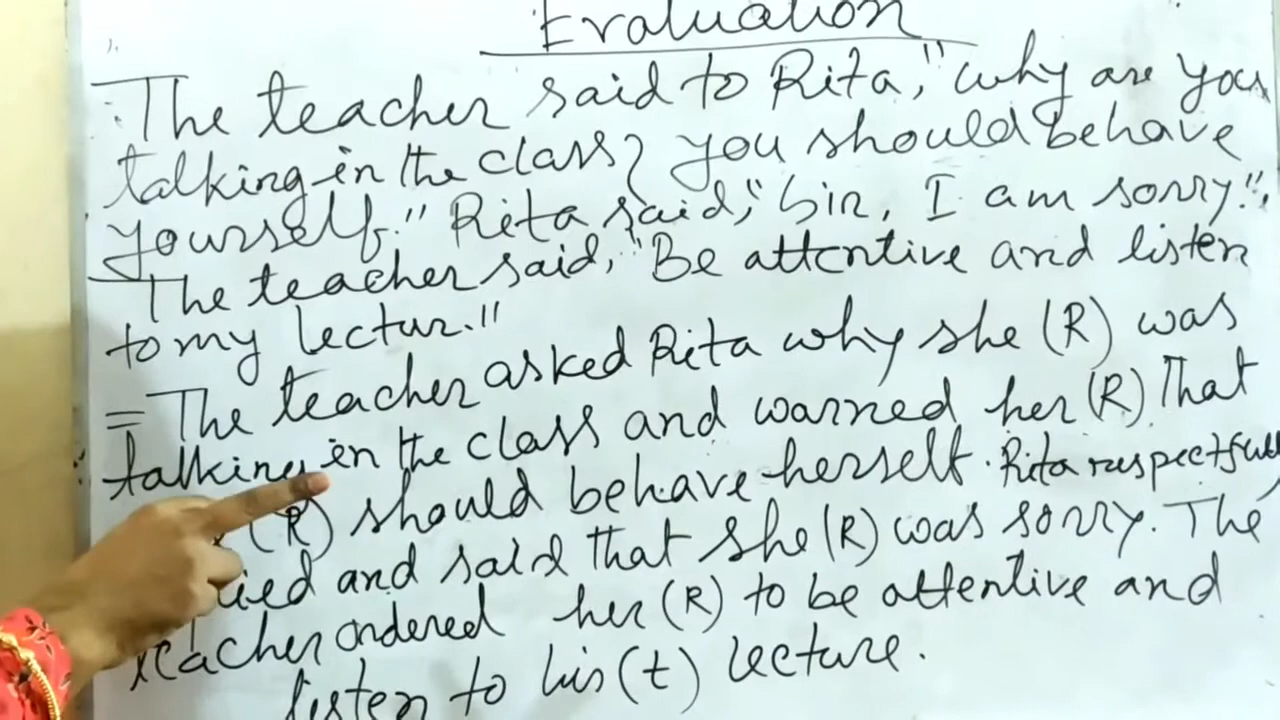 Evaluation
The teacher said to Rita, "why are you
talking in the class? you should behave
yourself." Rita said, "Sir, I am sorry".
The teacher said, "Be attentive and listen
to my lectur."
= The teacher asked Rita why she (R) was
talking in the class and warned her (R) That
(R) should behave herself. Rita respectfully
and said that she (R) was sorry. The
teacher ordered her (R) to be attentive and
listen to his (t) lecture.